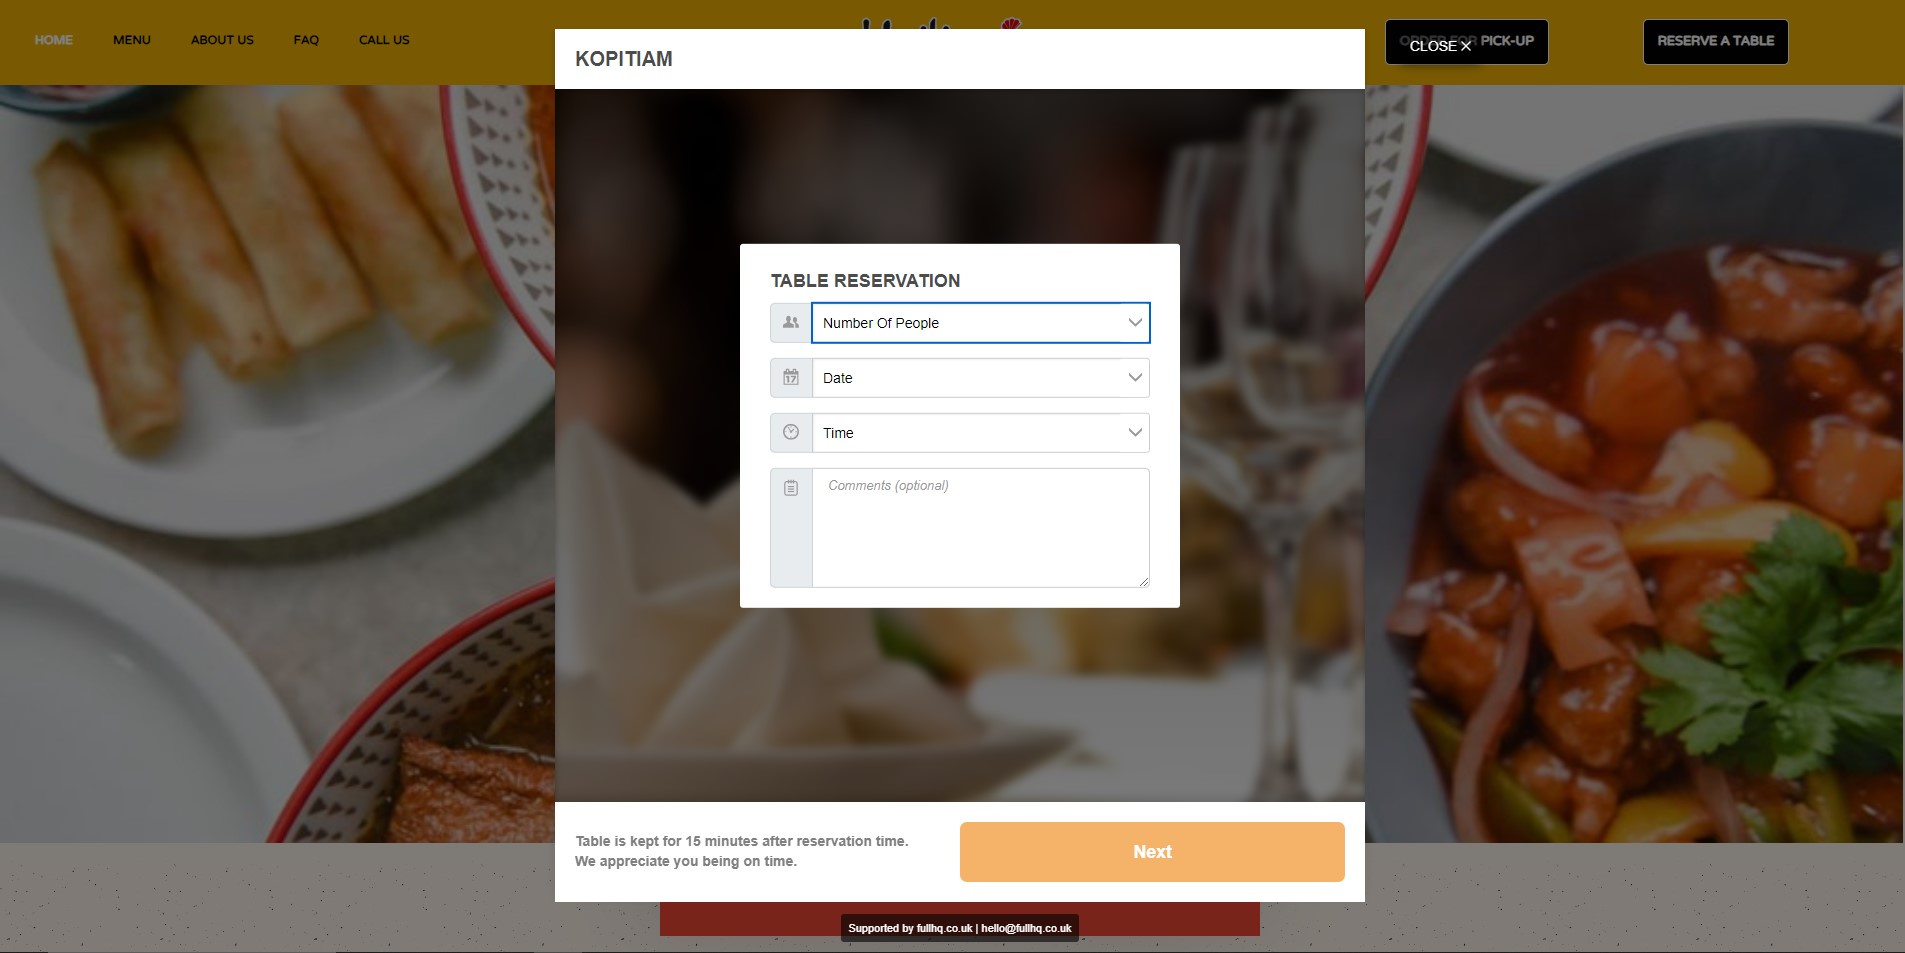 HOME
MENU
ABOUT US
FAQ
CALL US
CLOSE
ORDER FOR PICK-UP
RESERVE A TABLE
KOPITIAM
TABLE RESERVATION
Number Of People
17
Date
Time
Comments (optional)
Table is kept for 15 minutes after reservation time.
We appreciate you being on time.
Next
Supported by fullhq.co.uk | hello@fullhq.co.uk